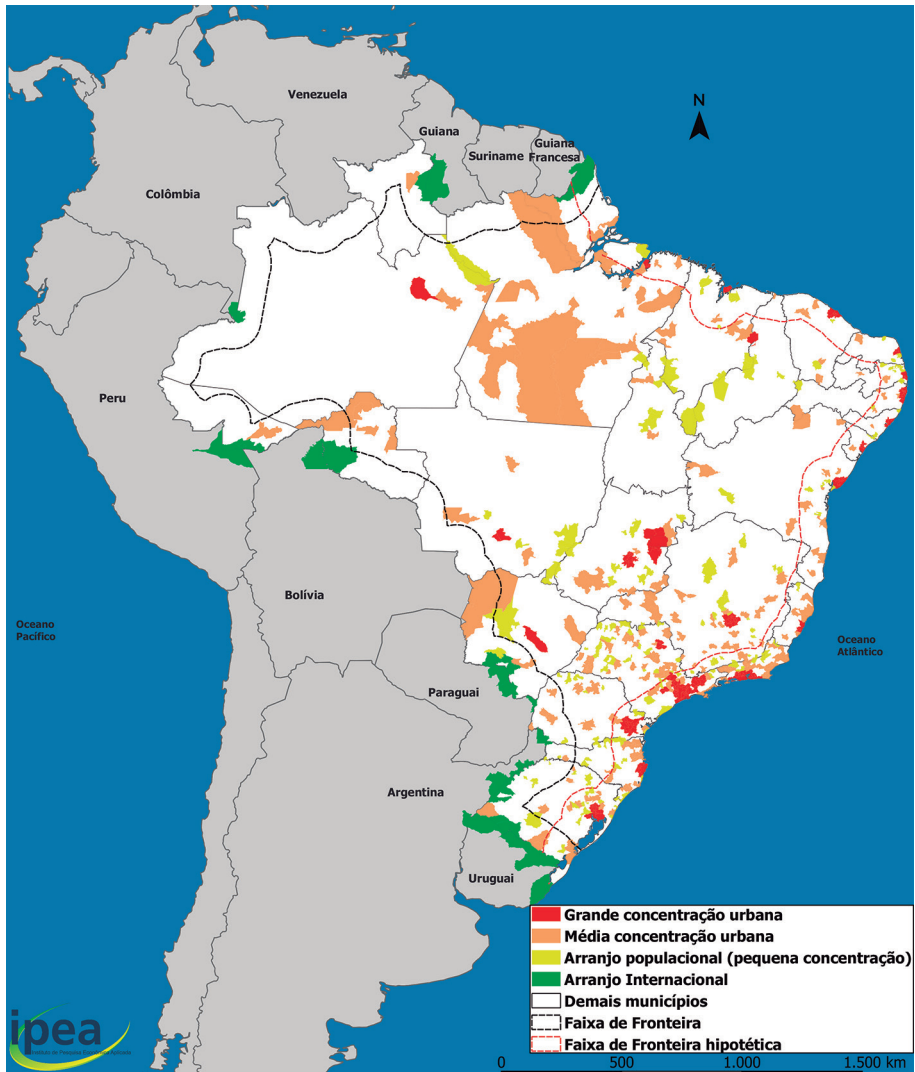 Venezuela
N
Guiana
Guiana
Francesa
Suriname
Colômbia
Peru
Bolívia
Oceano
Pacífico
Oceano
Atlântico
Paraguai
Argentina
Uruguai
Grande concentração urbana
Média concentração urbana
Arranjo populacional (pequena concentração)
Arranjo Internacional
Demais municípios
Faixa de Fronteira
Faixa de Fronteira hipotética
ipea
0 500 1.000 1.500 km